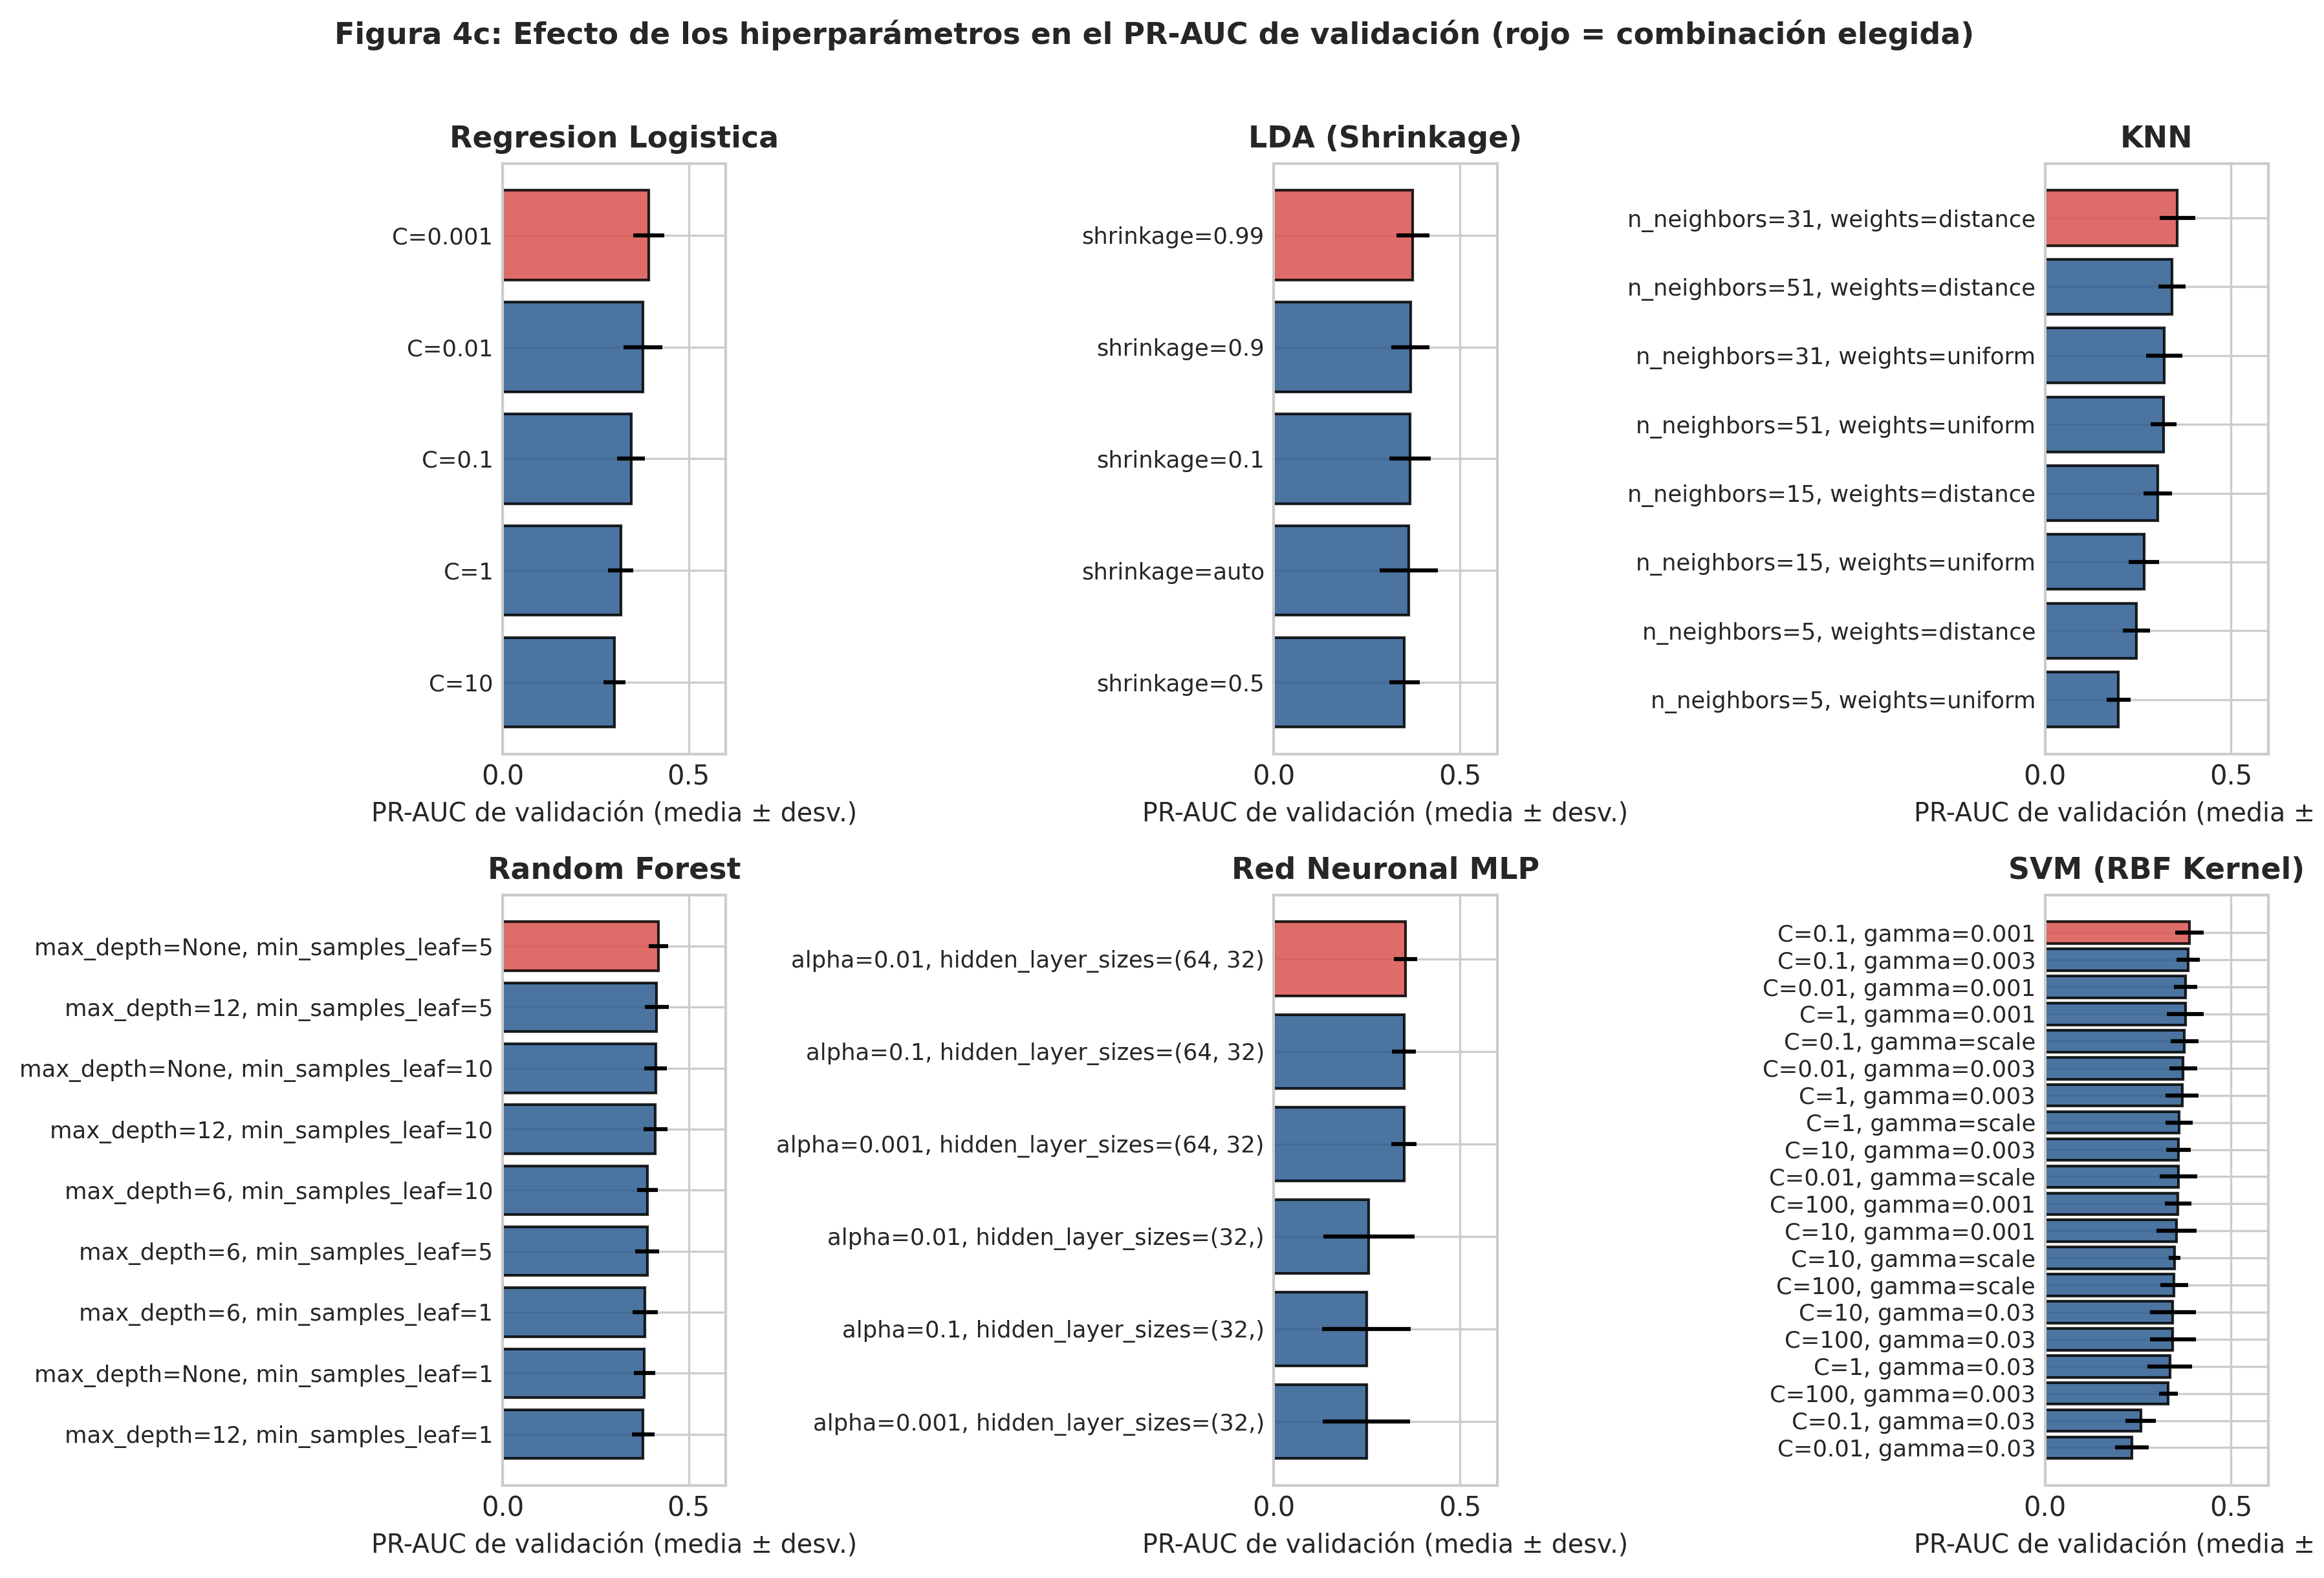 Figura 4c: Efecto de los hiperparámetros en el PR-AUC de validación (rojo = combinación elegida)
Regresion Logistica
C=0.001
C=0.01
C=0.1
C=1
C=10
0.0 0.5
PR-AUC de validación (media ± desv.)
LDA (Shrinkage)
shrinkage=0.99
shrinkage=0.9
shrinkage=0.1
shrinkage=auto
shrinkage=0.5
0.0 0.5
PR-AUC de validación (media ± desv.)
KNN
n_neighbors=31, weights=distance
n_neighbors=51, weights=distance
n_neighbors=31, weights=uniform
n_neighbors=51, weights=uniform
n_neighbors=15, weights=distance
n_neighbors=15, weights=uniform
n_neighbors=5, weights=distance
n_neighbors=5, weights=uniform
0.0 0.5
PR-AUC de validación (media ±
Random Forest
max_depth=None, min_samples_leaf=5
max_depth=12, min_samples_leaf=5
max_depth=None, min_samples_leaf=10
max_depth=12, min_samples_leaf=10
max_depth=6, min_samples_leaf=10
max_depth=6, min_samples_leaf=5
max_depth=6, min_samples_leaf=1
max_depth=None, min_samples_leaf=1
max_depth=12, min_samples_leaf=1
0.0 0.5
PR-AUC de validación (media ± desv.)
Red Neuronal MLP
alpha=0.01, hidden_layer_sizes=(64, 32)
alpha=0.1, hidden_layer_sizes=(64, 32)
alpha=0.001, hidden_layer_sizes=(64, 32)
alpha=0.01, hidden_layer_sizes=(32,)
alpha=0.1, hidden_layer_sizes=(32,)
alpha=0.001, hidden_layer_sizes=(32,)
0.0 0.5
PR-AUC de validación (media ± desv.)
SVM (RBF Kernel)
C=0.1, gamma=0.001
C=0.1, gamma=0.003
C=0.01, gamma=0.001
C=1, gamma=0.001
C=0.1, gamma=scale
C=0.01, gamma=0.003
C=1, gamma=0.003
C=1, gamma=scale
C=10, gamma=0.003
C=0.01, gamma=scale
C=100, gamma=0.001
C=10, gamma=0.001
C=10, gamma=scale
C=100, gamma=scale
C=10, gamma=0.03
C=100, gamma=0.03
C=1, gamma=0.03
C=100, gamma=0.003
C=0.1, gamma=0.03
C=0.01, gamma=0.03
0.0 0.5
PR-AUC de validación (media ±